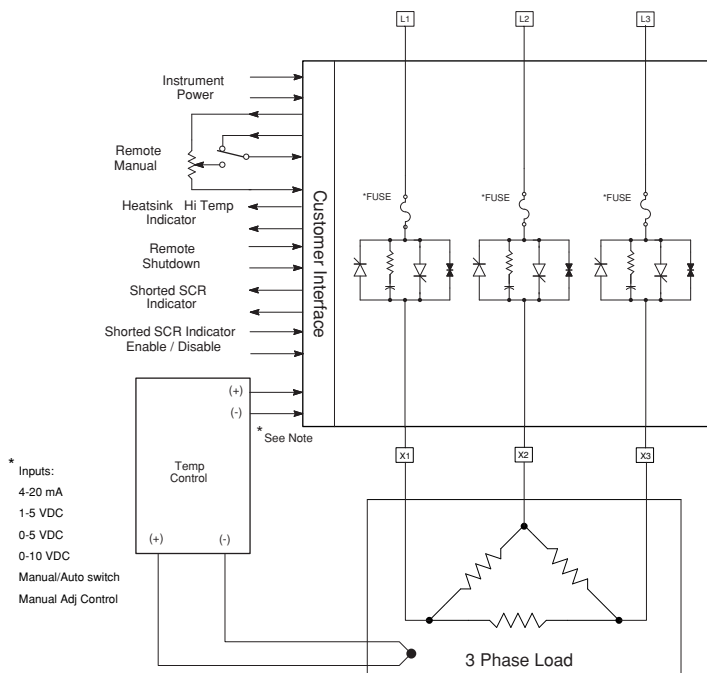 L1
L2
L3
Instrument
Power
Remote
Manual
Heatsink Hi Temp
Indicator
Remote
Shutdown
Shorted SCR
Indicator
Shorted SCR Indicator
Enable / Disable
Customer Interface
*FUSE
*FUSE
*FUSE
(+)
(-)
* See Note
Temp
Control
(+)
(-)
* Inputs:
4-20 mA
1-5 VDC
0-5 VDC
0-10 VDC
Manual/Auto switch
Manual Adj Control
X1
X2
X3
3 Phase Load